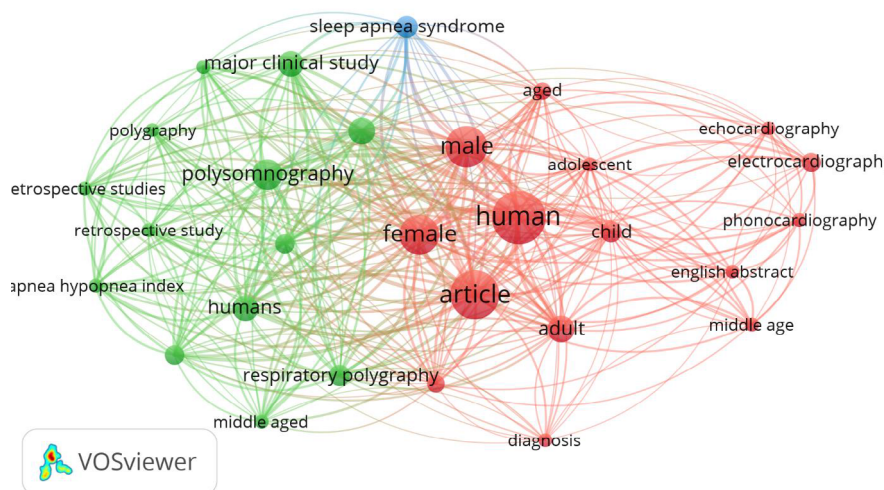 sleep apnea syndrome
major clinical study
aged
polygraphy
male
echocardiography
adolescent
electrocardiograph
polysomnography
etrospective studies
human
phonocardiography
retrospective study
female
child
english abstract
apnea hypopnea index
article
humans
adult
middle age
respiratory polygraphy
middle aged
diagnosis
VOSviewer